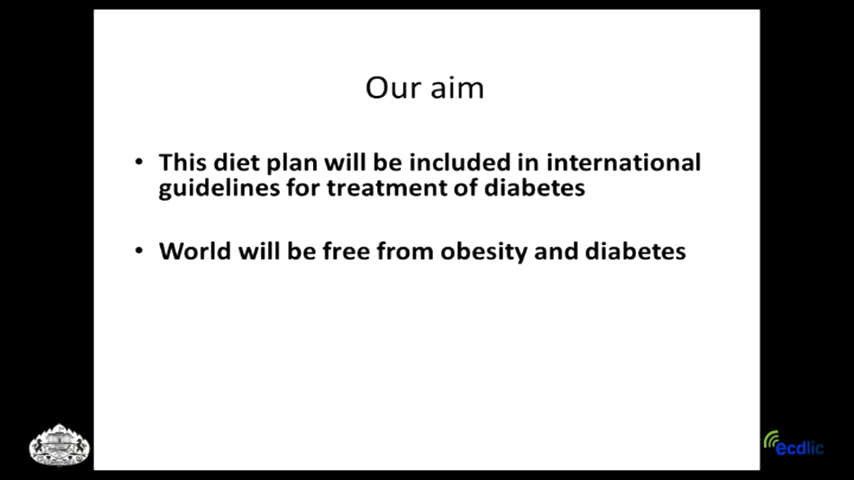 Our aim
• This diet plan will be included in international
guidelines for treatment of diabetes
• World will be free from obesity and diabetes
ecdlic